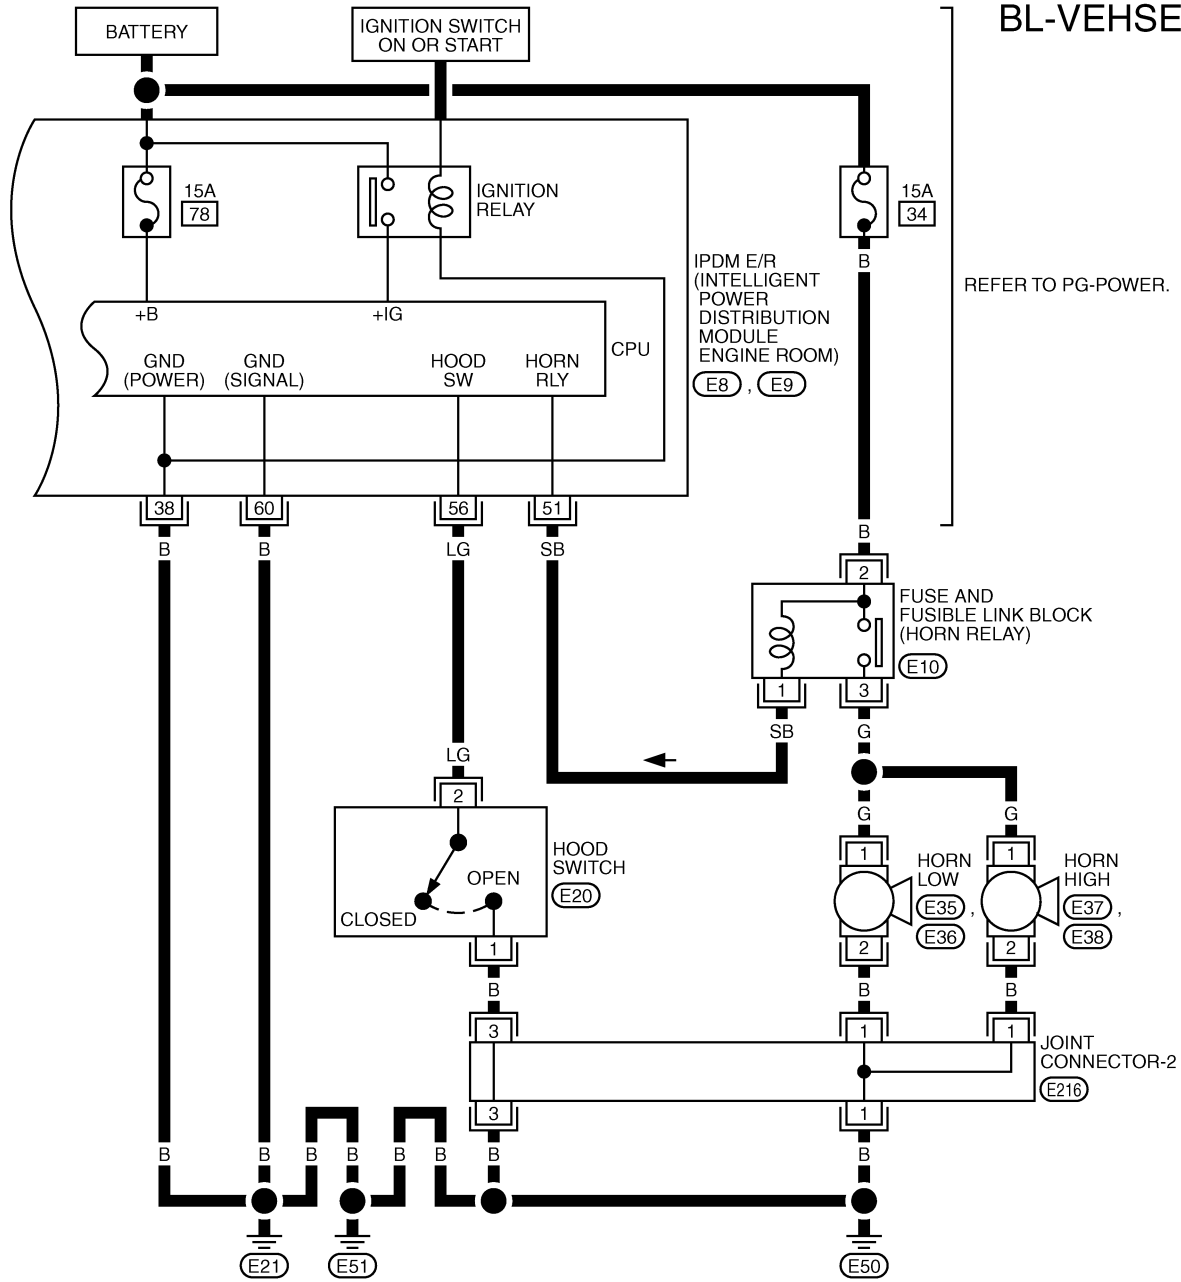 BL-VEHSE
BATTERY
IGNITION SWITCH
ON OR START
15A
78
IGNITION
RELAY
15A
34
B
REFER TO PG-POWER.
IPDM E/R
(INTELLIGENT
POWER
DISTRIBUTION
MODULE
ENGINE ROOM)
E8 , E9
+B
+IG
CPU
GND
(POWER)
GND
(SIGNAL)
HOOD
SW
HORN
RLY
38
60
56
51
B
B
LG
SB
B
2
FUSE AND
FUSIBLE LINK BLOCK
(HORN RELAY)
E10
1
3
SB
G
LG
2
HOOD
SWITCH
E20
OPEN
CLOSED
1
B
G
G
1
1
HORN
LOW
E35 ,
E36
HORN
HIGH
E37 ,
E38
2
2
B
B
3
1
1
JOINT
CONNECTOR-2
E216
3
1
B
B
B
B
B
B
B
B
E21
E51
E50